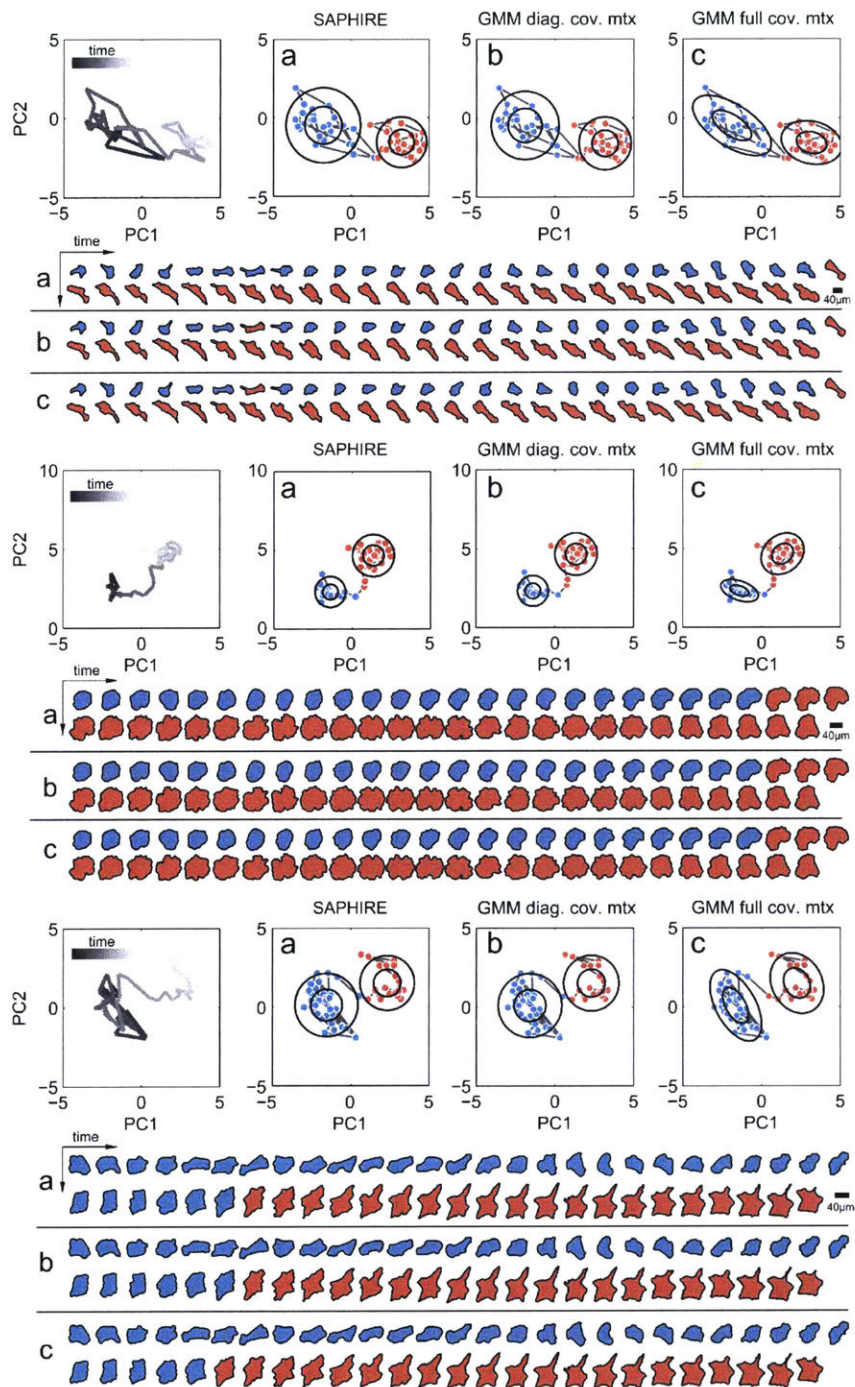 SAPHIRE GMM diag. cov. mtx GMM full cov. mtx
5 time 5 a 5 b 5 c
PC2
0 0 0 0
−5 −5 −5 −5
−5 0 5 −5 0 5 −5 0 5 −5 0 5
PC1 PC1 PC1 PC1
time
a
40µm
b
c
SAPHIRE GMM diag. cov. mtx GMM full cov. mtx
10 time 10 a 10 b 10 c
PC2
5 5 5 5
0 0 0 0
−5 0 5 −5 0 5 −5 0 5 −5 0 5
PC1 PC1 PC1 PC1
time
a
40µm
b
c
SAPHIRE GMM diag. cov. mtx GMM full cov. mtx
5 time 5 a 5 b 5 c
PC2
0 0 0 0
−5 −5 −5 −5
−5 0 5 −5 0 5 −5 0 5 −5 0 5
PC1 PC1 PC1 PC1
time
a
40µm
b
c